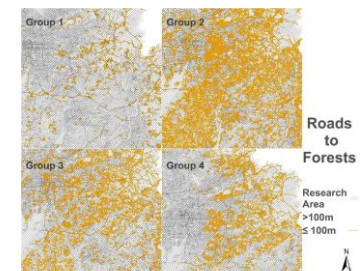 Group 1
Group 2
Group 3
Group 4
Roads
to
Forests
Research
Area
>100m
≤ 100m
N